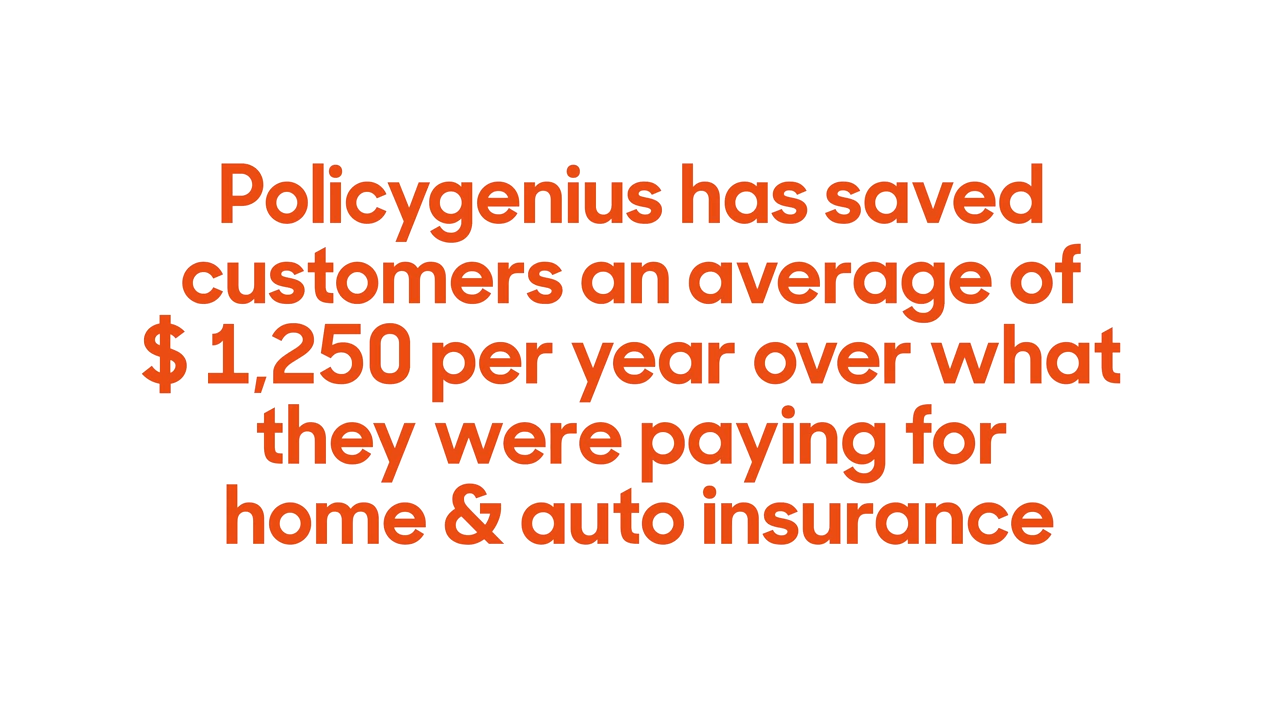 Policygenius has saved
customers an average of
$ 1,250 per year over what
they were paying for
home & auto insurance